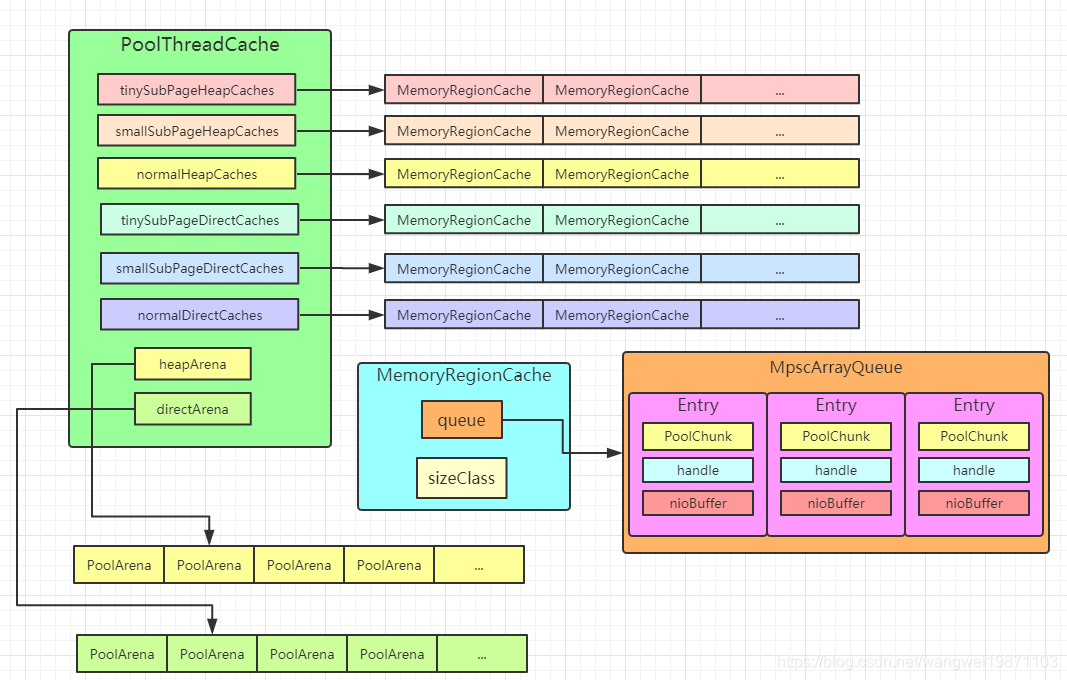 PoolThreadCache
tinySubPageHeapCaches
MemoryRegionCache MemoryRegionCache ...
smallSubPageHeapCaches
MemoryRegionCache MemoryRegionCache ...
normalHeapCaches
MemoryRegionCache MemoryRegionCache ...
tinySubPageDirectCaches
MemoryRegionCache MemoryRegionCache ...
smallSubPageDirectCaches
MemoryRegionCache MemoryRegionCache ...
normalDirectCaches
MemoryRegionCache MemoryRegionCache ...
heapArena
directArena
MemoryRegionCache
queue
sizeClass
MpscArrayQueue
Entry Entry Entry
PoolChunk PoolChunk PoolChunk
handle handle handle
nioBuffer nioBuffer nioBuffer
PoolArena PoolArena PoolArena PoolArena ...
PoolArena PoolArena PoolArena PoolArena ...
https://blog.csdn.net/wangwei19871103